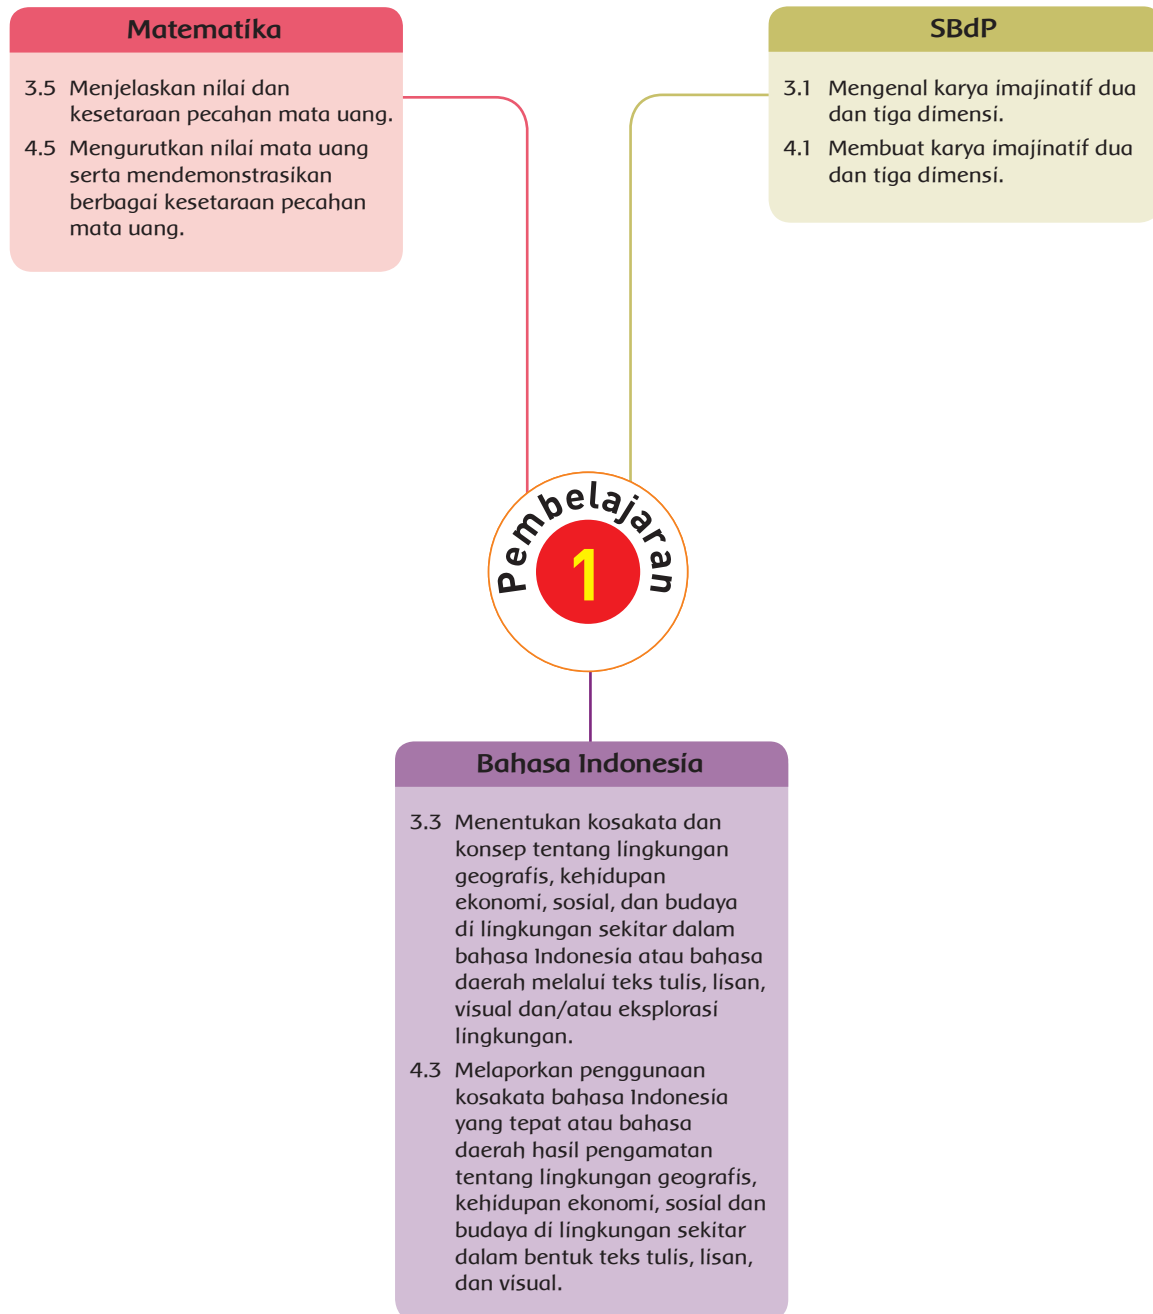 Matematika
3.5 Menjelaskan nilai dan
kesetaraan pecahan mata uang.
4.5 Mengurutkan nilai mata uang
serta mendemonstrasikan
berbagai kesetaraan pecahan
mata uang.
SBdP
3.1 Mengenal karya imajinatif dua
dan tiga dimensi.
4.1 Membuat karya imajinatif dua
dan tiga dimensi.
Pembelajaran
1
Bahasa Indonesia
3.3 Menentukan kosakata dan
konsep tentang lingkungan
geografis, kehidupan
ekonomi, sosial, dan budaya
di lingkungan sekitar dalam
bahasa Indonesia atau bahasa
daerah melalui teks tulis, lisan,
visual dan/atau eksplorasi
lingkungan.
4.3 Melaporkan penggunaan
kosakata bahasa Indonesia
yang tepat atau bahasa
daerah hasil pengamatan
tentang lingkungan geografis,
kehidupan ekonomi, sosial dan
budaya di lingkungan sekitar
dalam bentuk teks tulis, lisan,
dan visual.